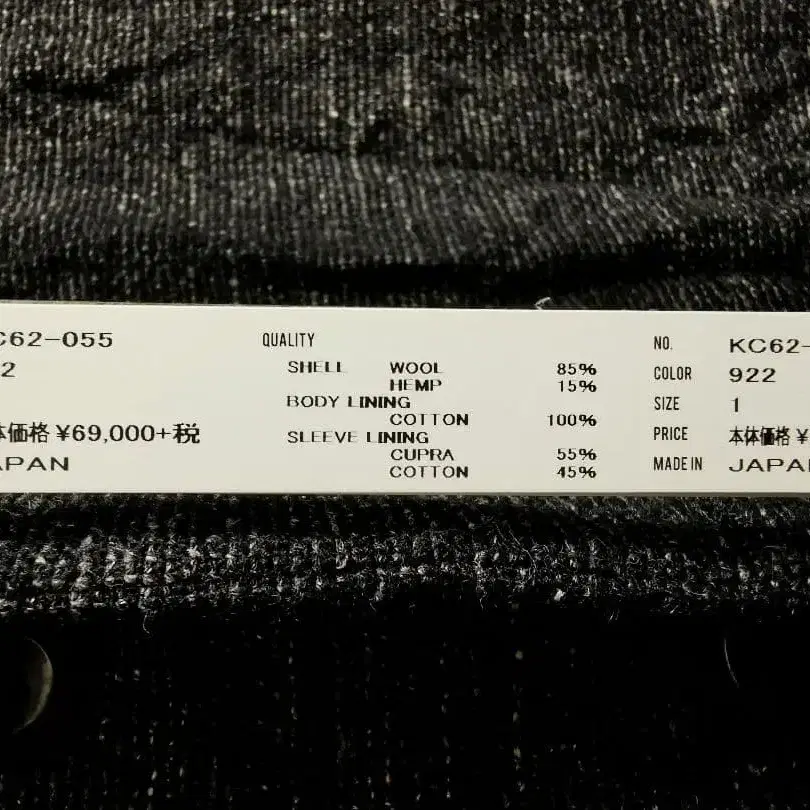 C62-055
2
本体価格 ¥69,000+税
APAN
QUALITY
SHELL WOOL 85%
HEMP 15%
BODY LINING
COTTON 100%
SLEEVE LINING
CUPRA 55%
COTTON 45%
NO. KC62-
COLOR 922
SIZE 1
PRICE 本体価格 ¥
MADE IN JAPA